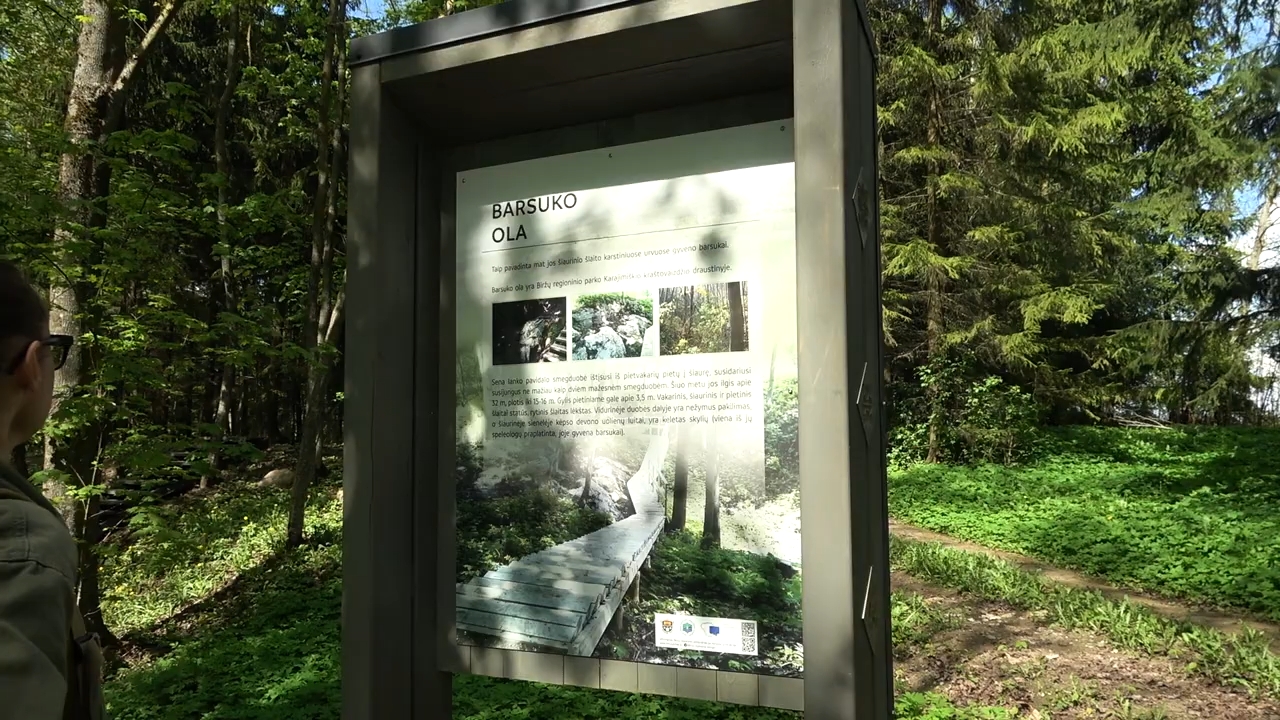 BARSUKO
OLA
Taip pavadinta mat jos šiaurinio šlaito karstiniuose urvuose gyveno barsukai.
Barsuko ola yra Biržų regioninio parko Karajimiškio kraštovaizdžio draustinyje.
Sena lanko pavidalo smegduobė ištįsusi iš pietvakarių pietų į šiaurę, susidariusi
susijungus ne mažiau kaip dviem mažesnėm smegduobėm. Šiuo metu jos ilgis apie
32 m, plotis iki 15-16 m. Gylis pietiniame gale apie 3,5 m. Vakarinis, šiaurinis ir pietinis
šlaitai statūs, rytinis šlaitas lėkštas. Vidurinėje duobės dalyje yra nežymus pakilimas,
o šiaurinėje sienelėje kėpso devono uolienų luitai, yra keletas skylių (viena iš jų
speleologų praplatinta, joje gyvena barsukai).